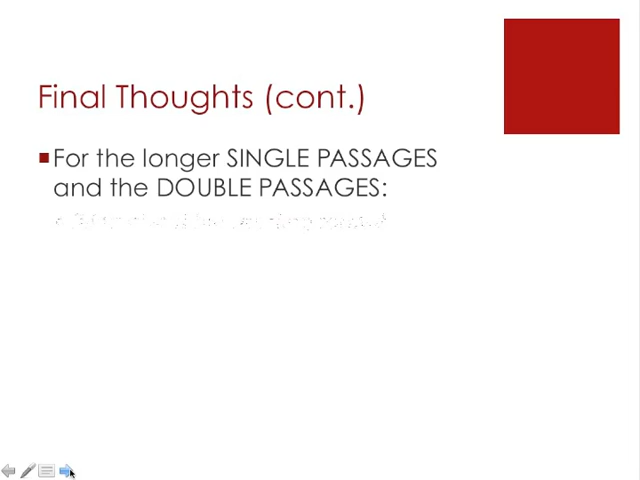 Final Thoughts (cont.)
For the longer SINGLE PASSAGES
and the DOUBLE PASSAGES: